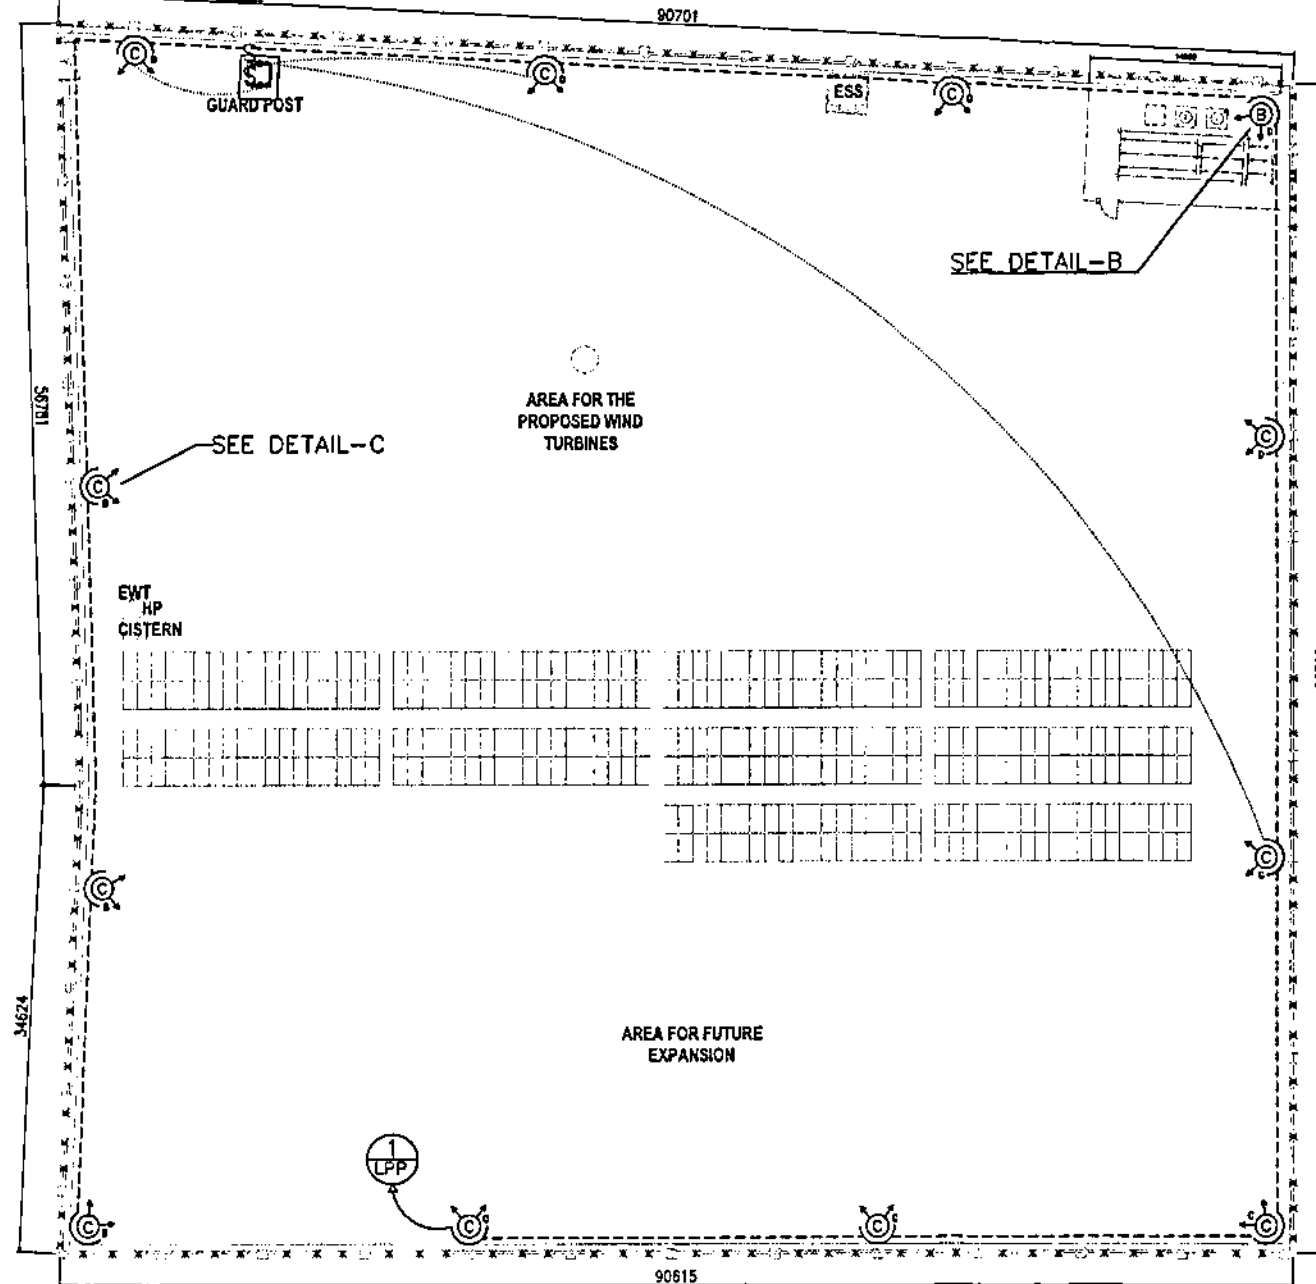 90701
C
C
C
ESS
B
GUARD POST
SEE DETAIL-B
AREA FOR THE
PROPOSED WIND
TURBINES
56781
SEE DETAIL-C
C
C
EWT
HP
CISTERN
C
C
34624
AREA FOR FUTURE
EXPANSION
1
LPP
C
C
C
C
90615